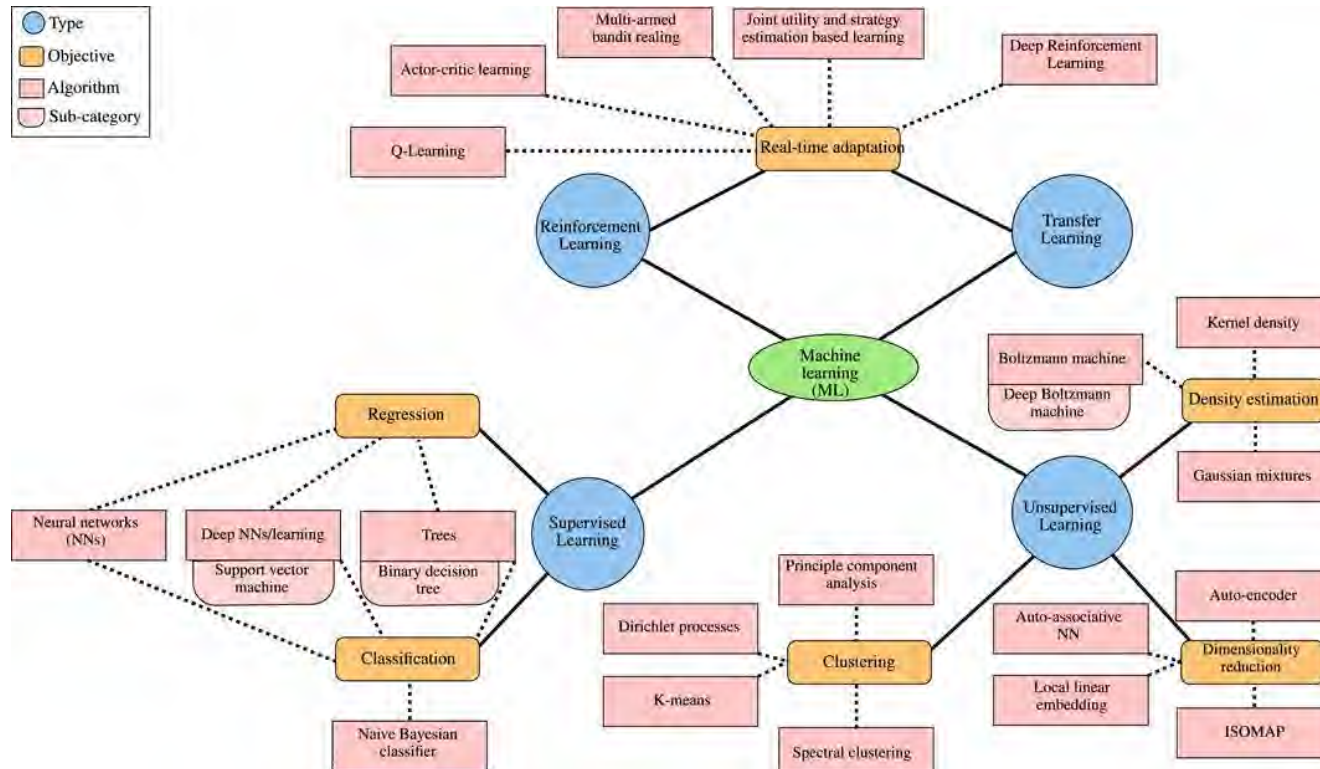 Type
Objective
Algorithm
Sub-category
Multi-armed
bandit realing
Joint utility and strategy
estimation based learning
Deep Reinforcement
Learning
Actor-critic learning
Real-time adaptation
Q-Learning
Reinforcement
Learning
Transfer
Learning
Machine
learning
(ML)
Kernel density
Boltzmann machine
Deep Boltzmann
machine
Density estimation
Gaussian mixtures
Regression
Neural networks
(NNs)
Deep NNs/learning
Support vector
machine
Trees
Binary decision
tree
Supervised
Learning
Unsupervised
Learning
Classification
Naive Bayesian
classifier
Principle component
analysis
Dirichlet processes
Clustering
K-means
Spectral clustering
Auto-encoder
Auto-associative
NN
Dimensionality
reduction
Local linear
embedding
ISOMAP